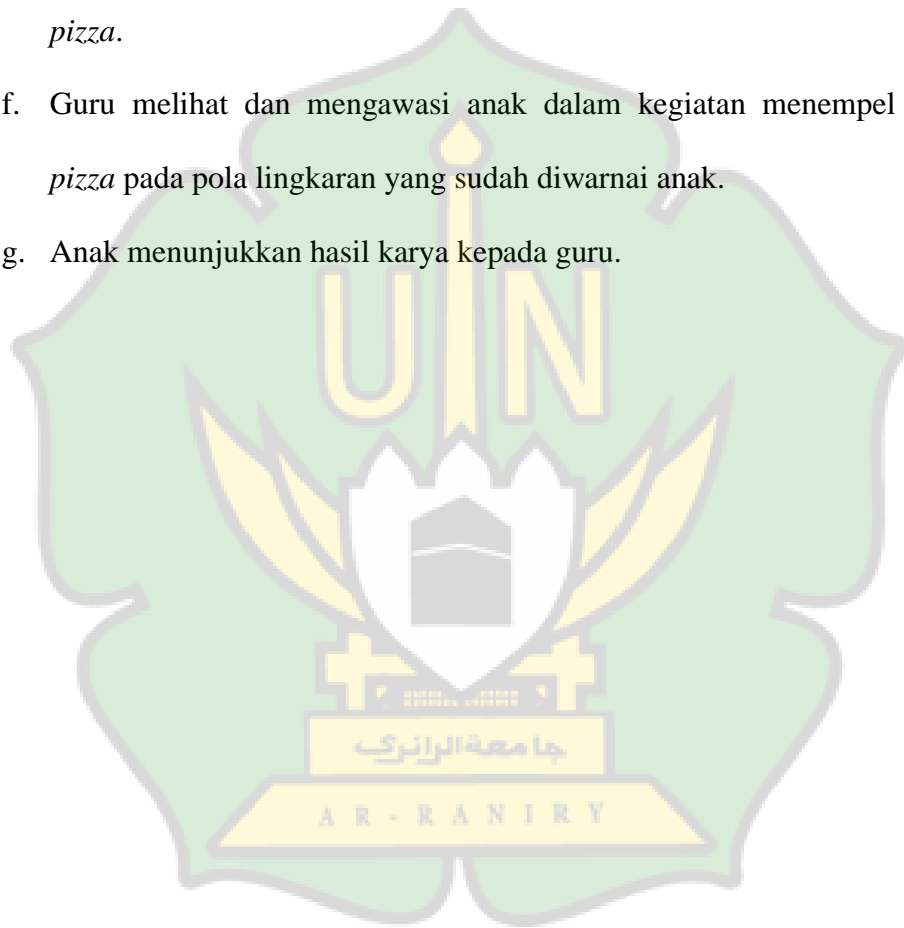 pizza.
f. Guru melihat dan mengawasi anak dalam kegiatan menempel
pizza pada pola lingkaran yang sudah diwarnai anak.
g. Anak menunjukkan hasil karya kepada guru.
UIN
جامعة الرانري
AR-RANIRY